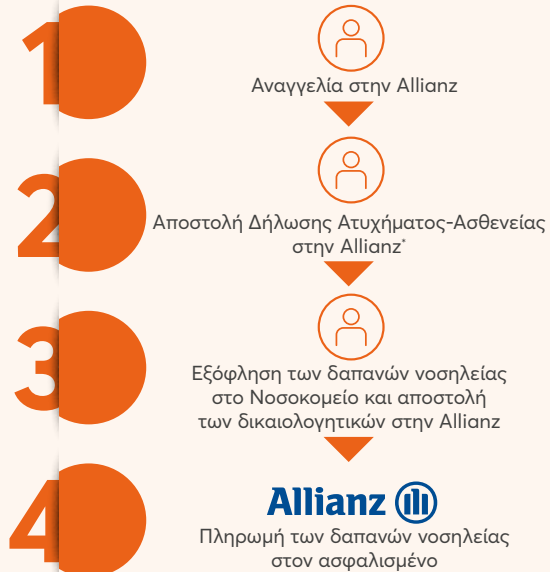 1
Αναγγελία στην Allianz
2
Αποστολή Δήλωσης Ατυχήματος-Ασθενείας
στην Allianz*
3
Εξόφληση των δαπανών νοσηλείας
στο Νοσοκομείο και αποστολή
των δικαιολογητικών στην Allianz
4
Allianz
Πληρωμή των δαπανών νοσηλείας
στον ασφαλισμένο